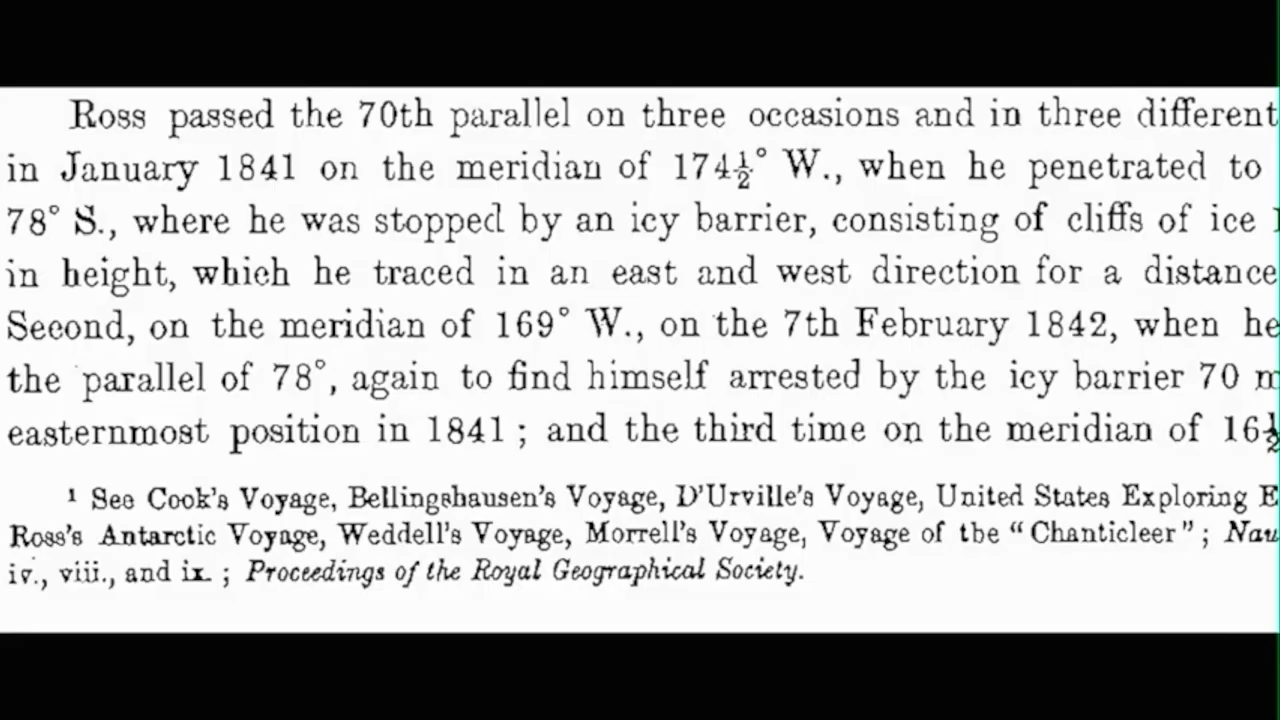 Ross passed the 70th parallel on three occasions and in three different
in January 1841 on the meridian of 174½° W., when he penetrated to
78° S., where he was stopped by an icy barrier, consisting of cliffs of ice
in height, which he traced in an east and west direction for a distance
Second, on the meridian of 169° W., on the 7th February 1842, when he
the parallel of 78°, again to find himself arrested by the icy barrier 70
easternmost position in 1841 ; and the third time on the meridian of 16½
¹ See Cook's Voyage, Bellingshausen's Voyage, D'Urville's Voyage, United States Exploring E
Ross's Antarctic Voyage, Weddell's Voyage, Morrell's Voyage, Voyage of the "Chanticleer" ; Nau
iv., viii., and ix. ; Proceedings of the Royal Geographical Society.